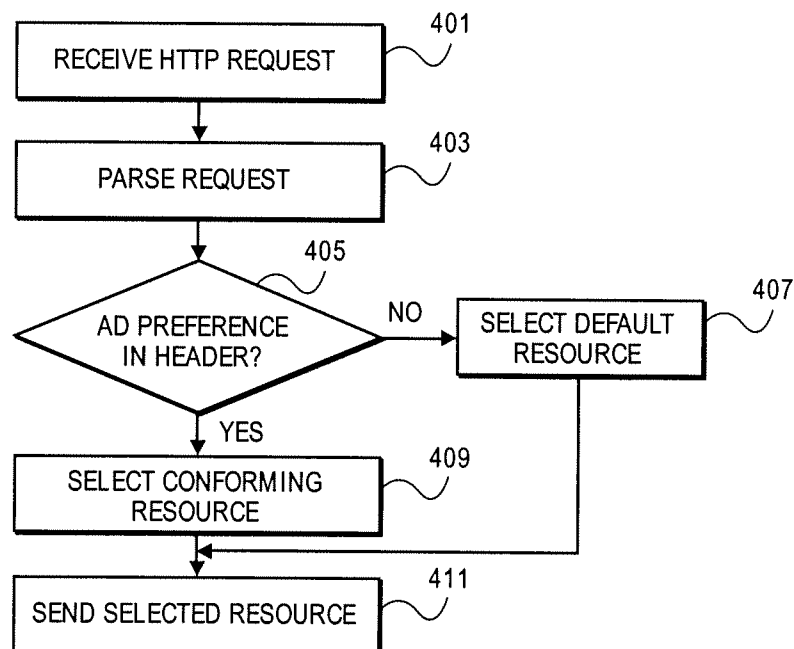 401
RECEIVE HTTP REQUEST
403
PARSE REQUEST
405
AD PREFERENCE
IN HEADER?
NO
407
SELECT DEFAULT
RESOURCE
YES
409
SELECT CONFORMING
RESOURCE
411
SEND SELECTED RESOURCE